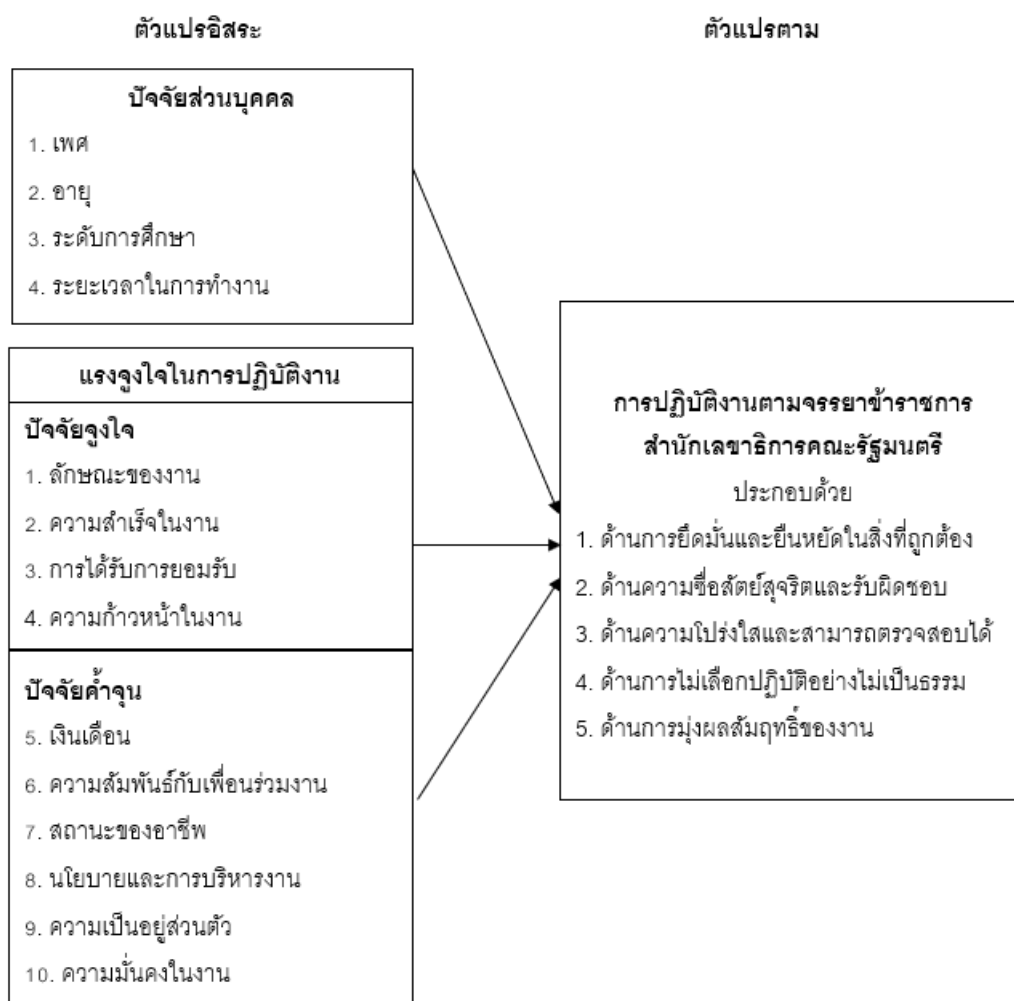 ตัวแปรอิสระ
ตัวแปรตาม
ปัจจัยส่วนบุคคล
1. เพศ
2. อายุ
3. ระดับการศึกษา
4. ระยะเวลาในการทำงาน
แรงจูงใจในการปฏิบัติงาน
ปัจจัยจูงใจ
1. ลักษณะของงาน
2. ความสำเร็จในงาน
3. การได้รับการยอมรับ
4. ความก้าวหน้าในงาน
ปัจจัยค้ำจุน
5. เงินเดือน
6. ความสัมพันธ์กับเพื่อนร่วมงาน
7. สถานะของอาชีพ
8. นโยบายและการบริหารงาน
9. ความเป็นอยู่ส่วนตัว
10. ความมั่นคงในงาน
การปฏิบัติงานตามจรรยาข้าราชการ
สำนักเลขาธิการคณะรัฐมนตรี
ประกอบด้วย
1. ด้านการยึดมั่นและยืนหยัดในสิ่งที่ถูกต้อง
2. ด้านความซื่อสัตย์สุจริตและรับผิดชอบ
3. ด้านความโปร่งใสและสามารถตรวจสอบได้
4. ด้านการไม่เลือกปฏิบัติอย่างไม่เป็นธรรม
5. ด้านการมุ่งผลสัมฤทธิ์ของงาน